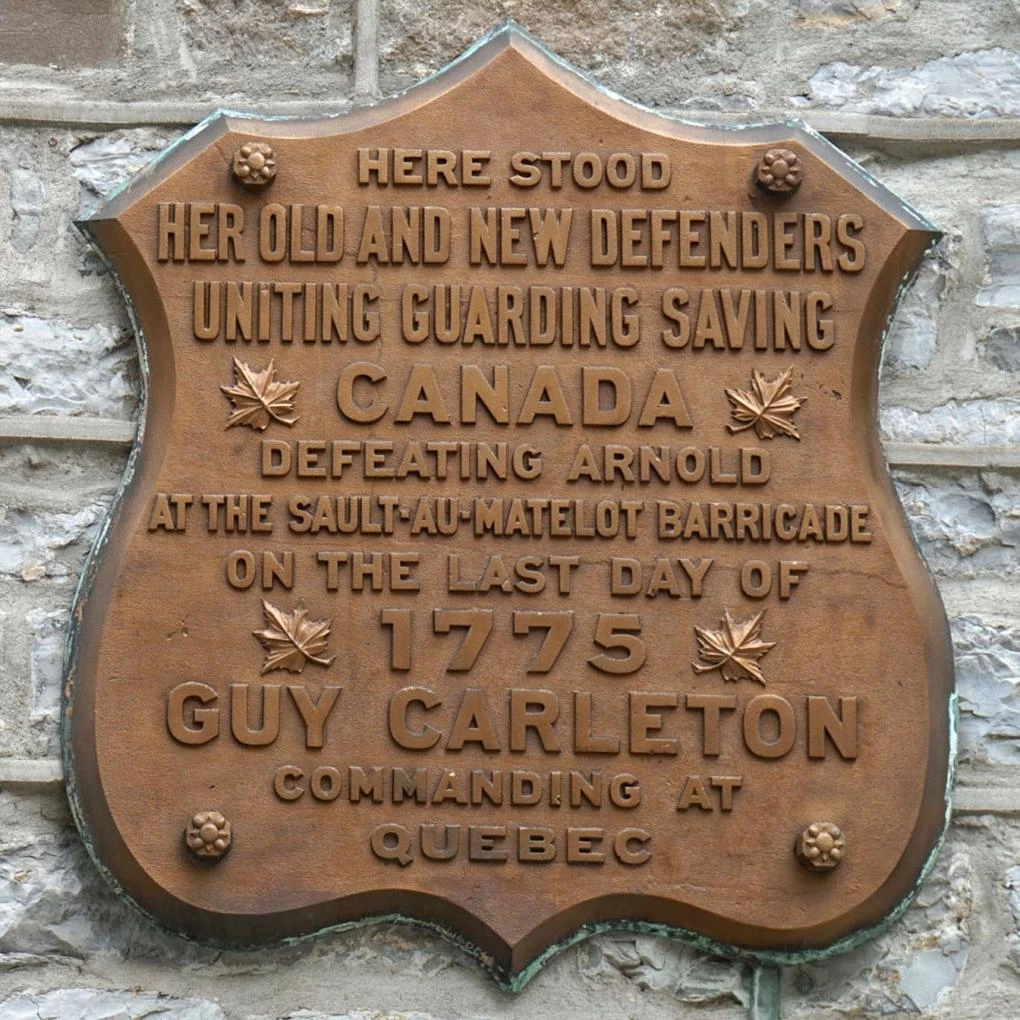 HERE STOOD
HER OLD AND NEW DEFENDERS
UNITING GUARDING SAVING
CANADA
DEFEATING ARNOLD
AT THE SAULT-AU-MATELOT BARRICADE
ON THE LAST DAY OF
1775
GUY CARLETON
COMMANDING AT
QUEBEC